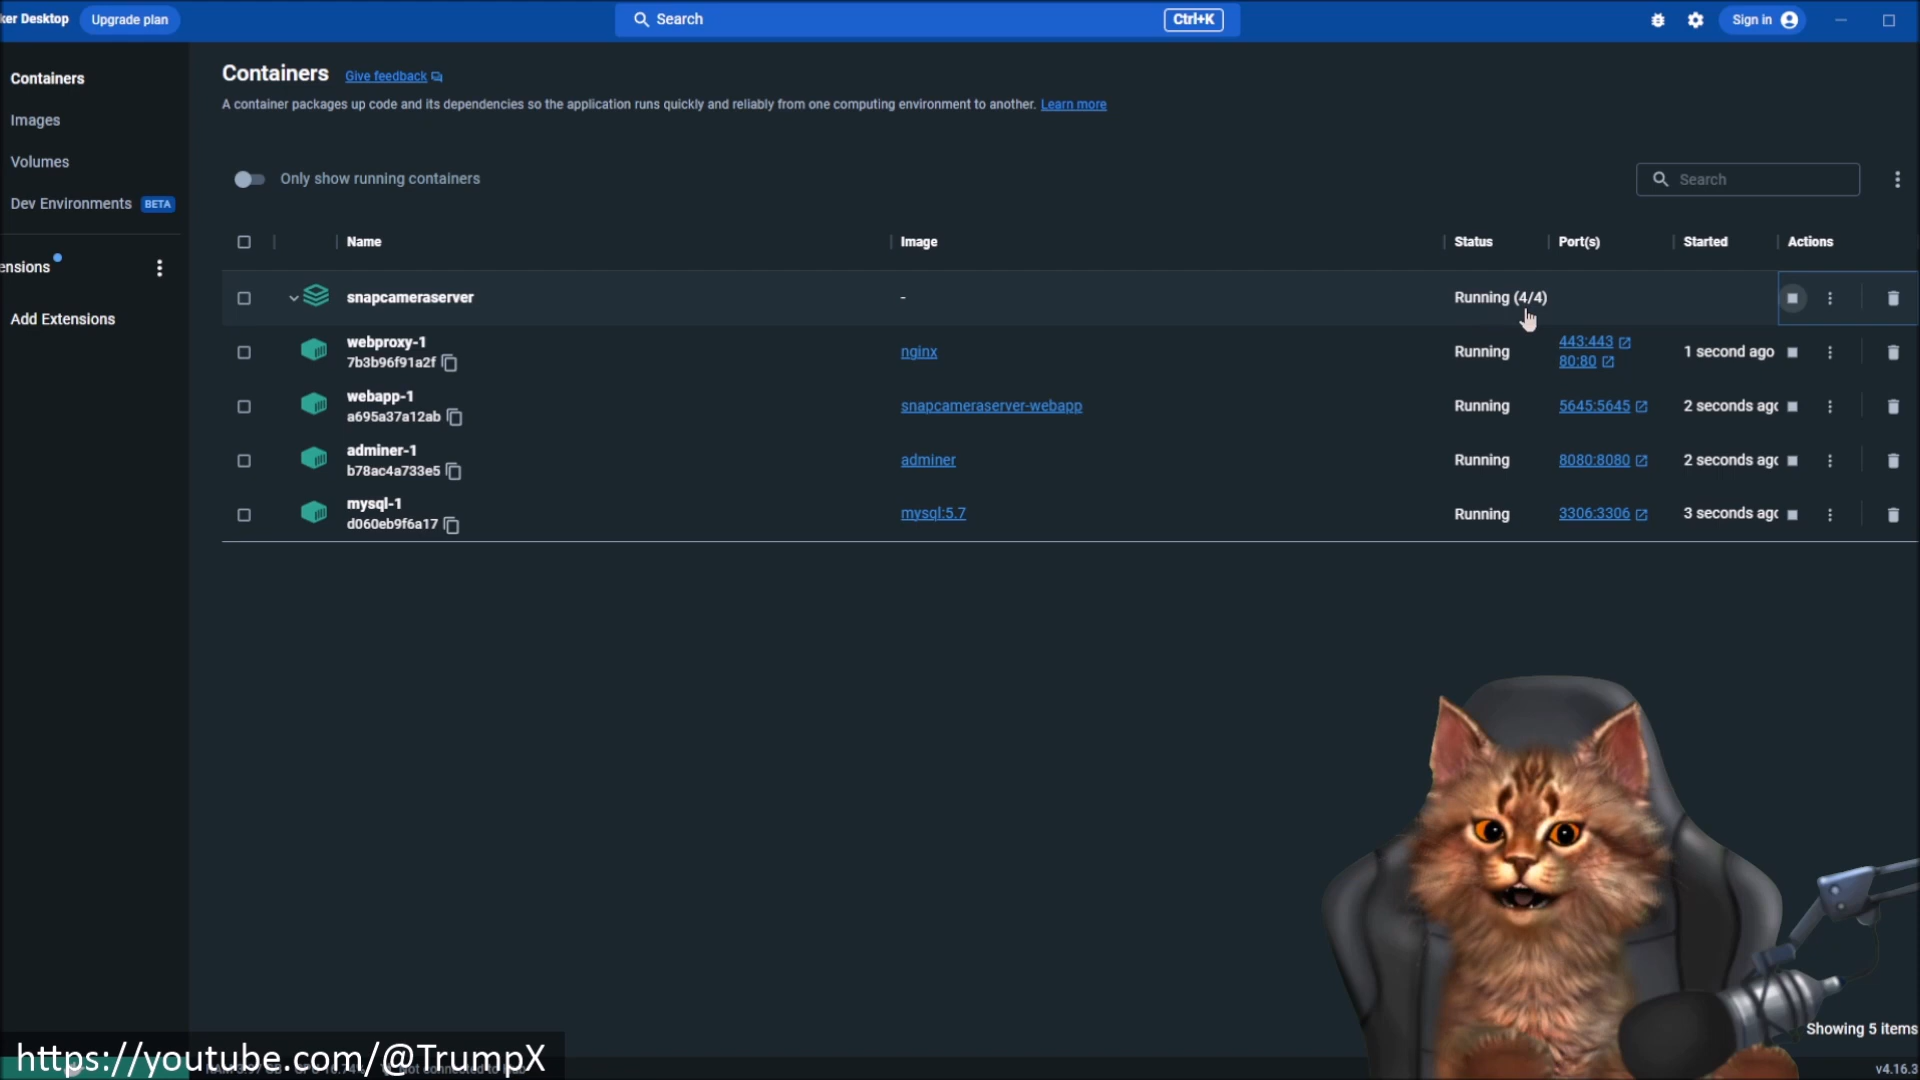 ker Desktop Upgrade plan Search Ctrl+K Sign in
Containers
Images
Volumes
Dev Environments BETA
ensions
Add Extensions
Containers Give feedback
A container packages up code and its dependencies so the application runs quickly and reliably from one computing environment to another. Learn more
Only show running containers Search
Name Image Status Port(s) Started Actions
snapcameraserver - Running (4/4)
webproxy-1
7b3b96f91a2f nginx Running 443:443
80:80 1 second ago
webapp-1
a695a37a12ab snapcameraserver-webapp Running 5645:5645 2 seconds ago
adminer-1
b78ac4a733e5 adminer Running 8080:8080 2 seconds ago
mysql-1
d060eb9f6a17 mysql:5.7 Running 3306:3306 3 seconds ago
Showing 5 items
https://youtube.com/@TrumpX
v4.16.3